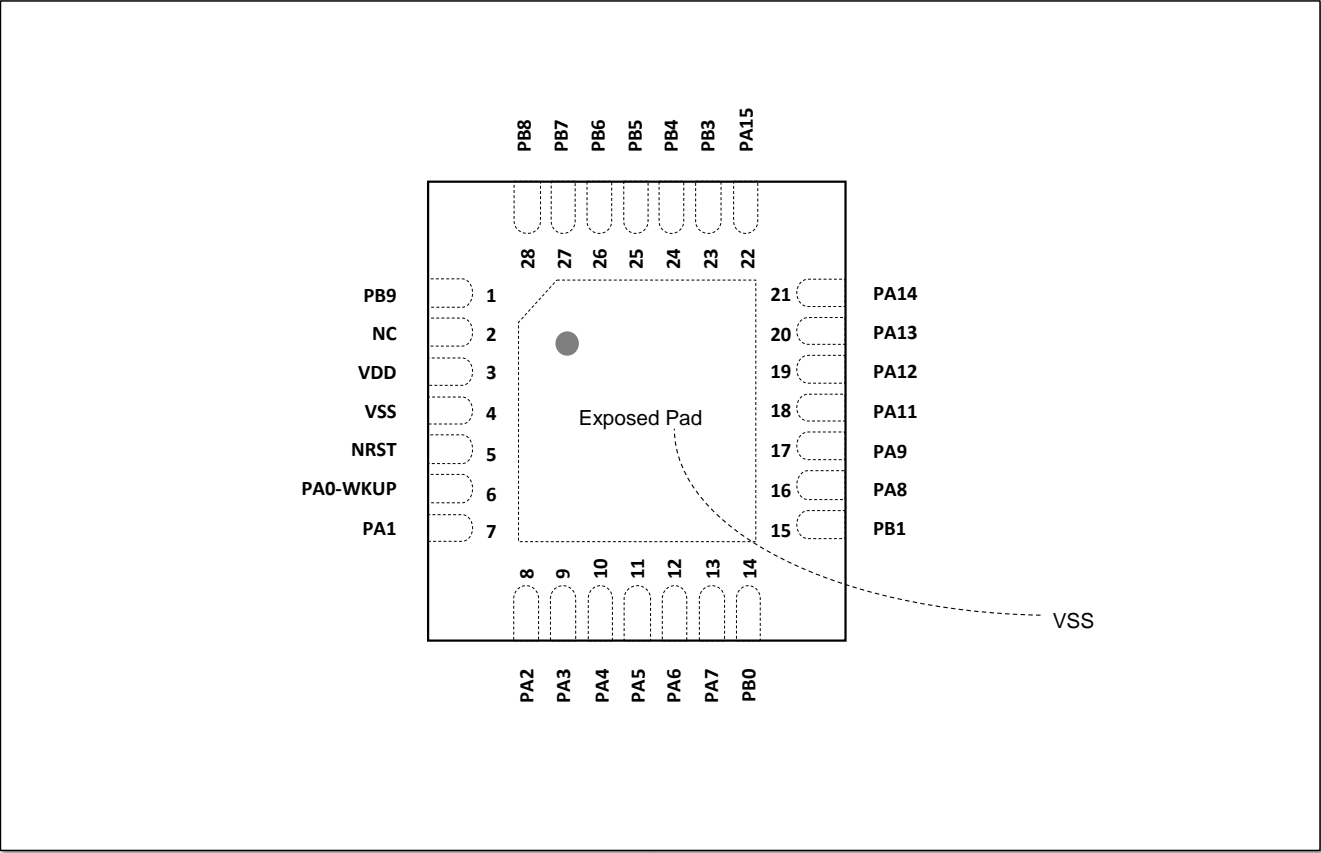 PB8 PB7 PB6 PB5 PB4 PB3 PA15
28 27 26 25 24 23 22
PB9 1 21 PA14
NC 2 20 PA13
VDD 3 19 PA12
VSS 4 Exposed Pad 18 PA11
NRST 5 17 PA9
PA0-WKUP 6 16 PA8
PA1 7 15 PB1
8 9 10 11 12 13 14
VSS
PA2 PA3 PA4 PA5 PA6 PA7 PB0